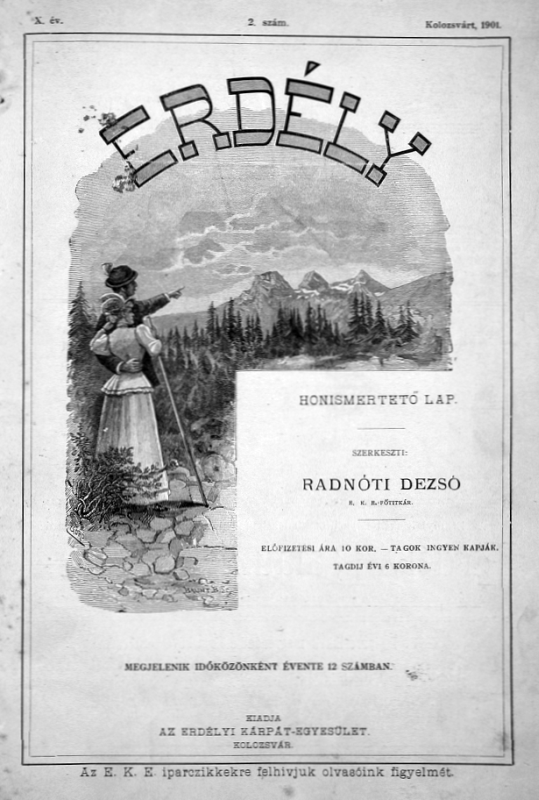 X. év. 2. szám. Kolozsvárt, 1901.
ERDÉLY
HONISMERTETŐ LAP.
SZERKESZTI:
RADNÓTI DEZSŐ
E. K. E.-FŐTITKÁR.
ELŐFIZETÉSI ÁRA 10 KOR. — TAGOK INGYEN KAPJÁK.
TAGDIJ ÉVI 6 KORONA.
MEGJELENIK IDŐKÖZÖNKÉNT ÉVENTE 12 SZÁMBAN.
KIADJA
AZ ERDÉLYI KÁRPÁT-EGYESÜLET.
KOLOZSVÁR.
Az E. K. E. iparczikkekre felhivjuk olvasóink figyelmét.